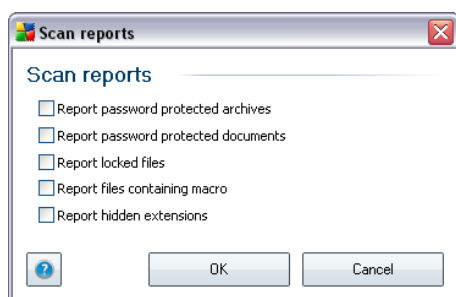 Scan reports
Scan reports
Report password protected archives
Report password protected documents
Report locked files
Report files containing macro
Report hidden extensions
?
OK
Cancel